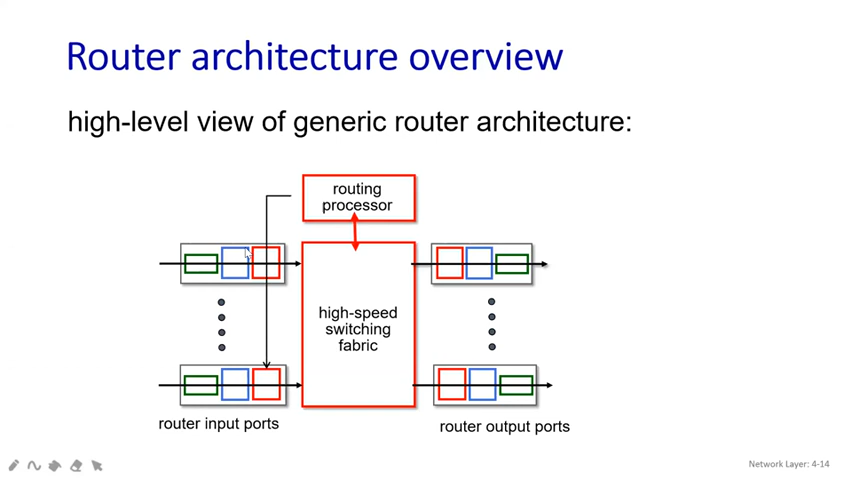 Router architecture overview
high-level view of generic router architecture:
routing
processor
high-speed
switching
fabric
router input ports
router output ports
Network Layer: 4-14